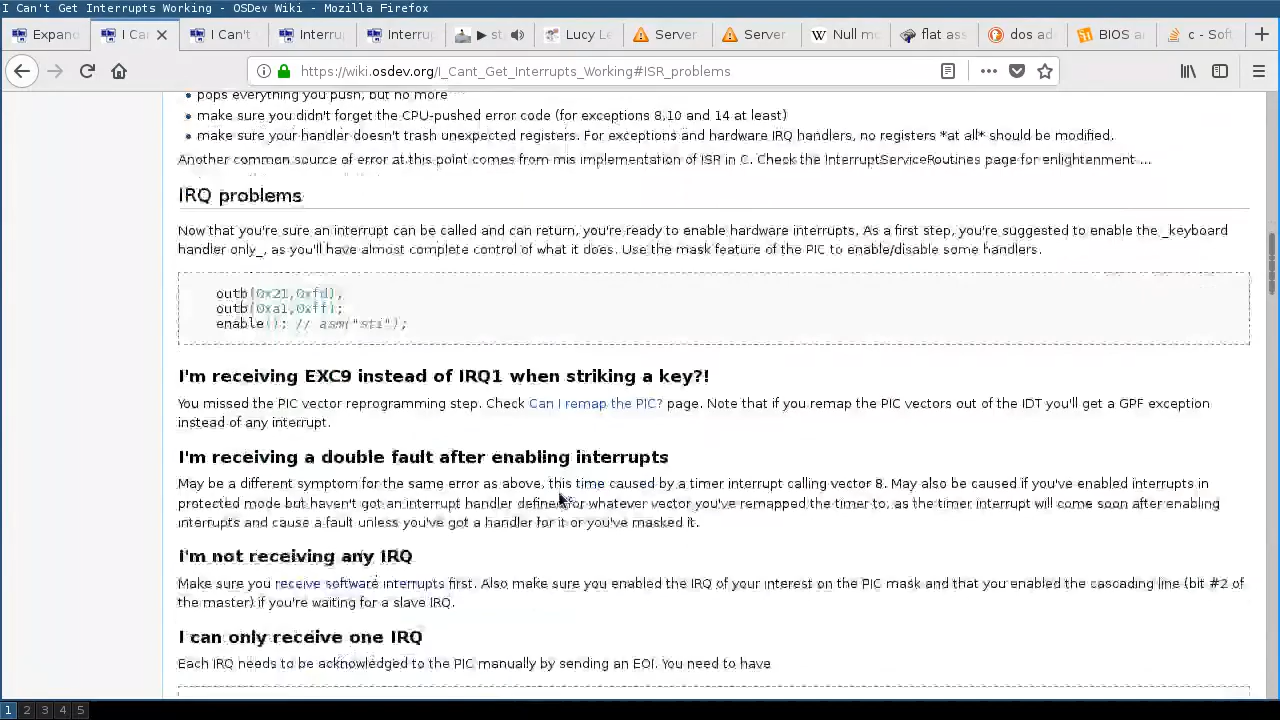 I Can't Get Interrupts Working - OSDev Wiki - Mozilla Firefox
Expan
I Car
I Can't
Interru
Interru
▶ st
Lucy Le
Server
Server
Null m
flat ass
dos ad
BIOS ar
c - Sof
https://wiki.osdev.org/I_Cant_Get_Interrupts_Working#ISR_problems
pops everything you push, but no more
make sure you didn't forget the CPU-pushed error code (for exceptions 8,10 and 14 at least)
make sure your handler doesn't trash unexpected registers. For exceptions and hardware IRQ handlers, no registers *at all* should be modified.
Another common source of error at this point comes from mis implementation of ISR in C. Check the InterruptServiceRoutines page for enlightenment ...
IRQ problems
Now that you're sure an interrupt can be called and can return, you're ready to enable hardware interrupts. As a first step, you're suggested to enable the _keyboard
handler only_, as you'll have almost complete control of what it does. Use the mask feature of the PIC to enable/disable some handlers.
outb(0x21,0xfd);
outb(0xa1,0xff);
enable(); // asm("sti");
I'm receiving EXC9 instead of IRQ1 when striking a key?!
You missed the PIC vector reprogramming step. Check Can I remap the PIC? page. Note that if you remap the PIC vectors out of the IDT you'll get a GPF exception
instead of any interrupt.
I'm receiving a double fault after enabling interrupts
May be a different symptom for the same error as above, this time caused by a timer interrupt calling vector 8. May also be caused if you've enabled interrupts in
protected mode but haven't got an interrupt handler defined for whatever vector you've remapped the timer to, as the timer interrupt will come soon after enabling
interrupts and cause a fault unless you've got a handler for it or you've masked it.
I'm not receiving any IRQ
Make sure you receive software interrupts first. Also make sure you enabled the IRQ of your interest on the PIC mask and that you enabled the cascading line (bit #2 of
the master) if you're waiting for a slave IRQ.
I can only receive one IRQ
Each IRQ needs to be acknowledged to the PIC manually by sending an EOI. You need to have
1 2 3 4 5